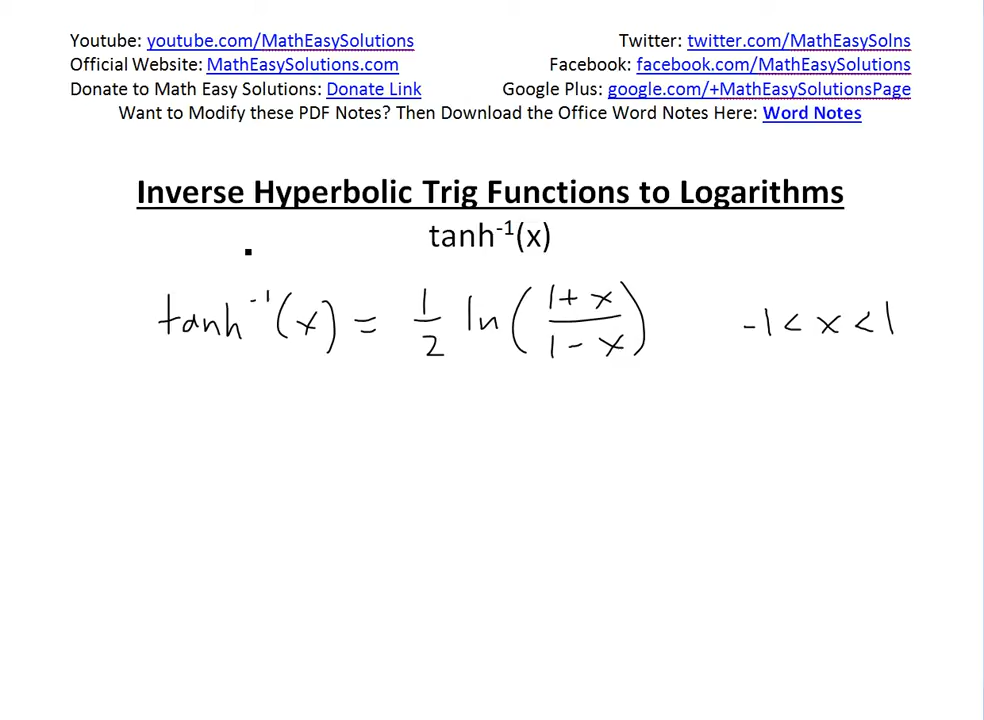 Youtube: youtube.com/MathEasySolutions Twitter: twitter.com/MathEasySolns
Official Website: MathEasySolutions.com Facebook: facebook.com/MathEasySolutions
Donate to Math Easy Solutions: Donate Link Google Plus: google.com/+MathEasySolutionsPage
Want to Modify these PDF Notes? Then Download the Office Word Notes Here: Word Notes
Inverse Hyperbolic Trig Functions to Logarithms
tanh⁻¹(x)
tanh⁻¹(x) = 1/2 ln((1+x)/(1-x)) -1<x<1